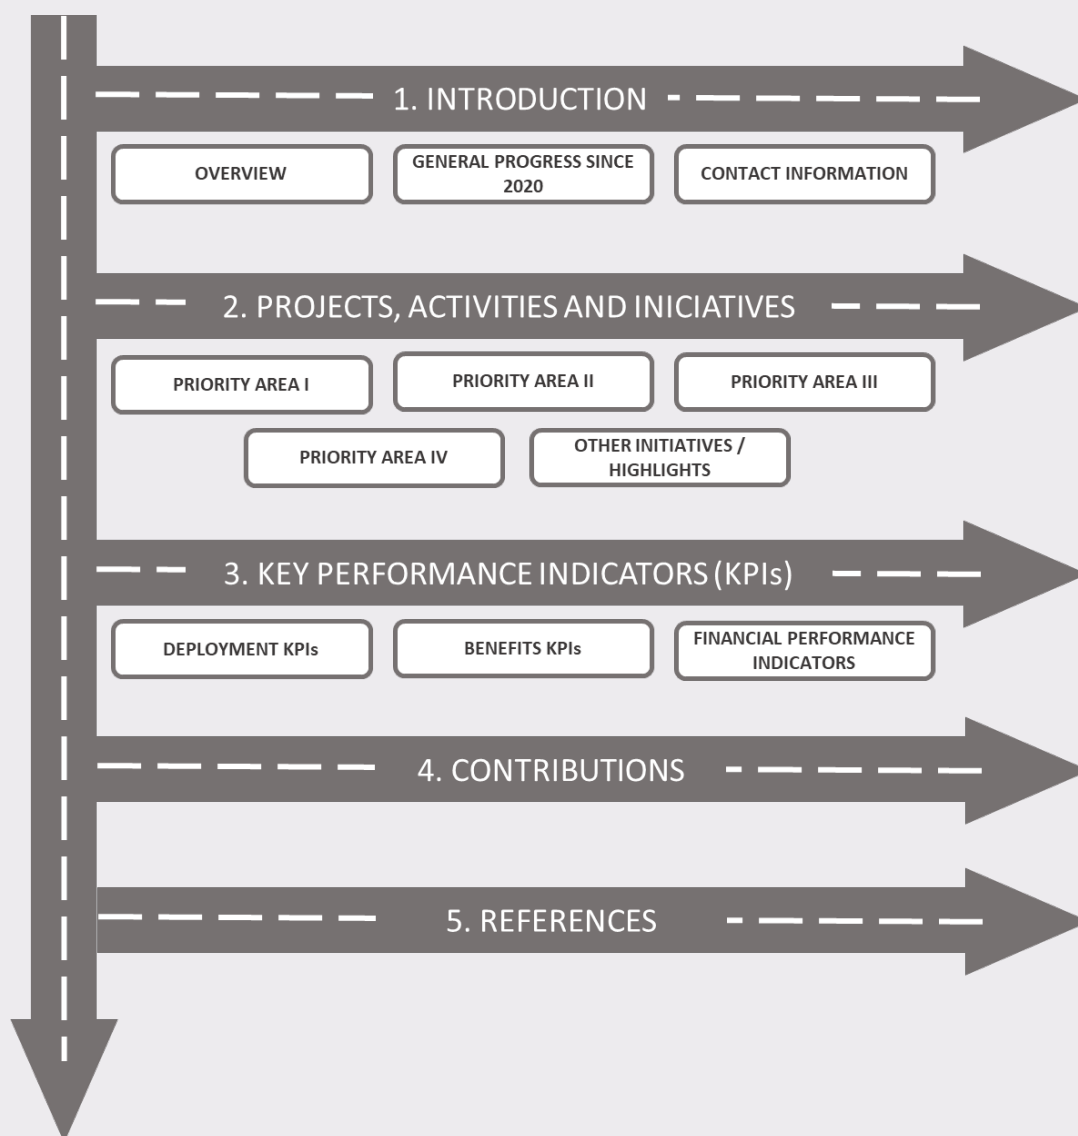 1. INTRODUCTION
OVERVIEW
GENERAL PROGRESS SINCE
2020
CONTACT INFORMATION
2. PROJECTS, ACTIVITIES AND INICIATIVES
PRIORITY AREA I
PRIORITY AREA II
PRIORITY AREA III
PRIORITY AREA IV
OTHER INITIATIVES /
HIGHLIGHTS
3. KEY PERFORMANCE INDICATORS (KPIs)
DEPLOYMENT KPIs
BENEFITS KPIs
FINANCIAL PERFORMANCE
INDICATORS
4. CONTRIBUTIONS
5. REFERENCES